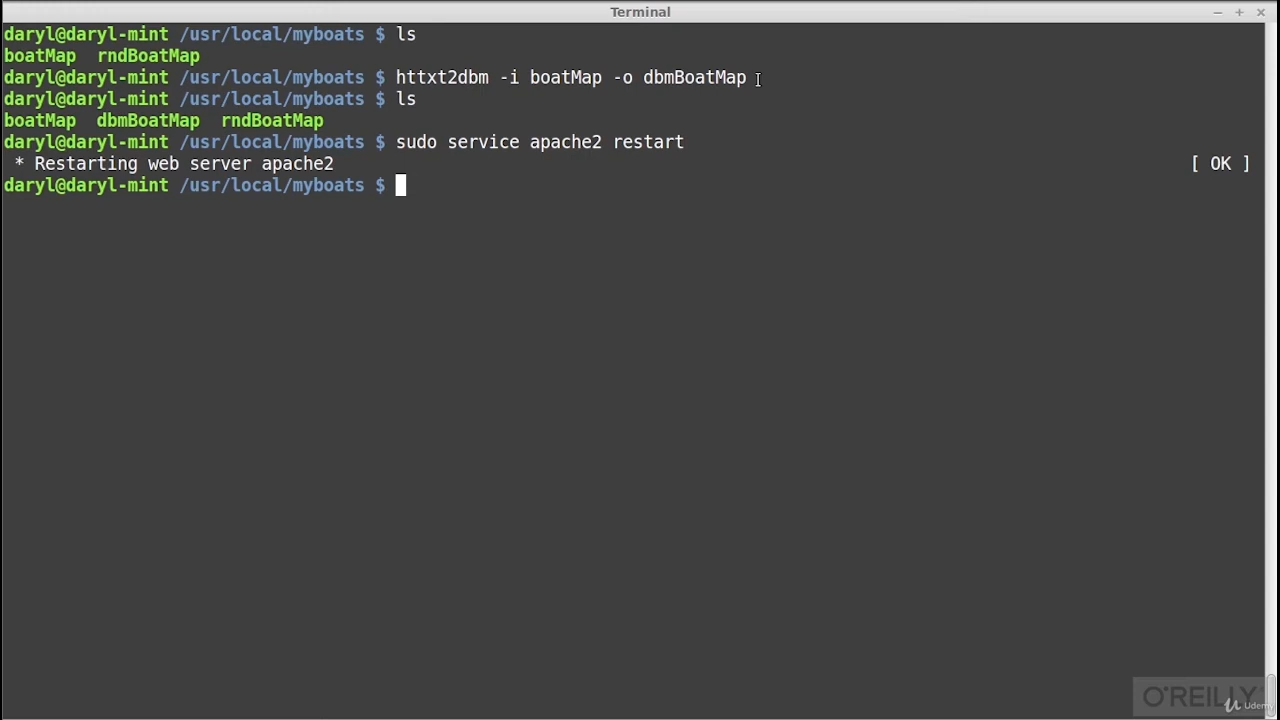 Terminal
daryl@daryl-mint /usr/local/myboats $ ls
boatMap  rndBoatMap
daryl@daryl-mint /usr/local/myboats $ httxt2dbm -i boatMap -o dbmBoatMap
daryl@daryl-mint /usr/local/myboats $ ls
boatMap  dbmBoatMap  rndBoatMap
daryl@daryl-mint /usr/local/myboats $ sudo service apache2 restart
 * Restarting web server apache2 [ OK ]
daryl@daryl-mint /usr/local/myboats $
O'REILLY
Udemy